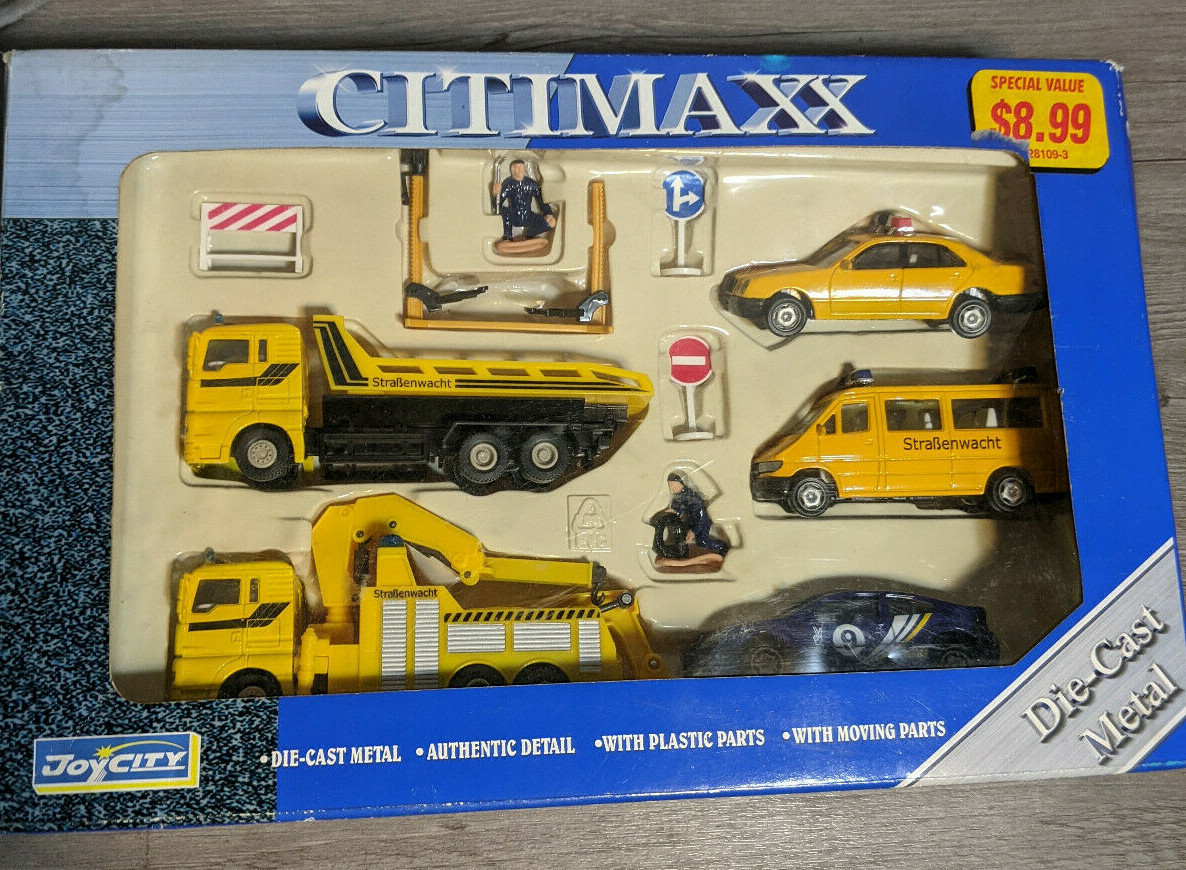 CITIMAXX
SPECIAL VALUE
$8.99
28109-3
Straßenwacht
Straßenwacht
Straßenwacht
9
Die-Cast
Metal
JOYCITY
•DIE-CAST METAL •AUTHENTIC DETAIL •WITH PLASTIC PARTS •WITH MOVING PARTS